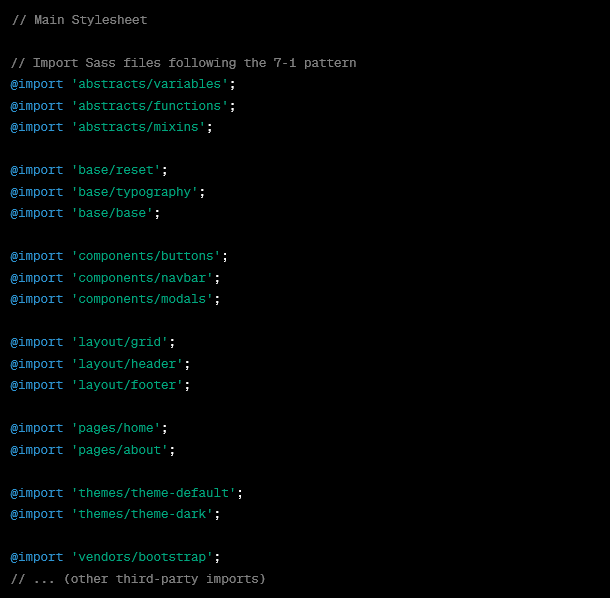 // Main Stylesheet
// Import Sass files following the 7-1 pattern
@import 'abstracts/variables';
@import 'abstracts/functions';
@import 'abstracts/mixins';
@import 'base/reset';
@import 'base/typography';
@import 'base/base';
@import 'components/buttons';
@import 'components/navbar';
@import 'components/modals';
@import 'layout/grid';
@import 'layout/header';
@import 'layout/footer';
@import 'pages/home';
@import 'pages/about';
@import 'themes/theme-default';
@import 'themes/theme-dark';
@import 'vendors/bootstrap';
// ... (other third-party imports)